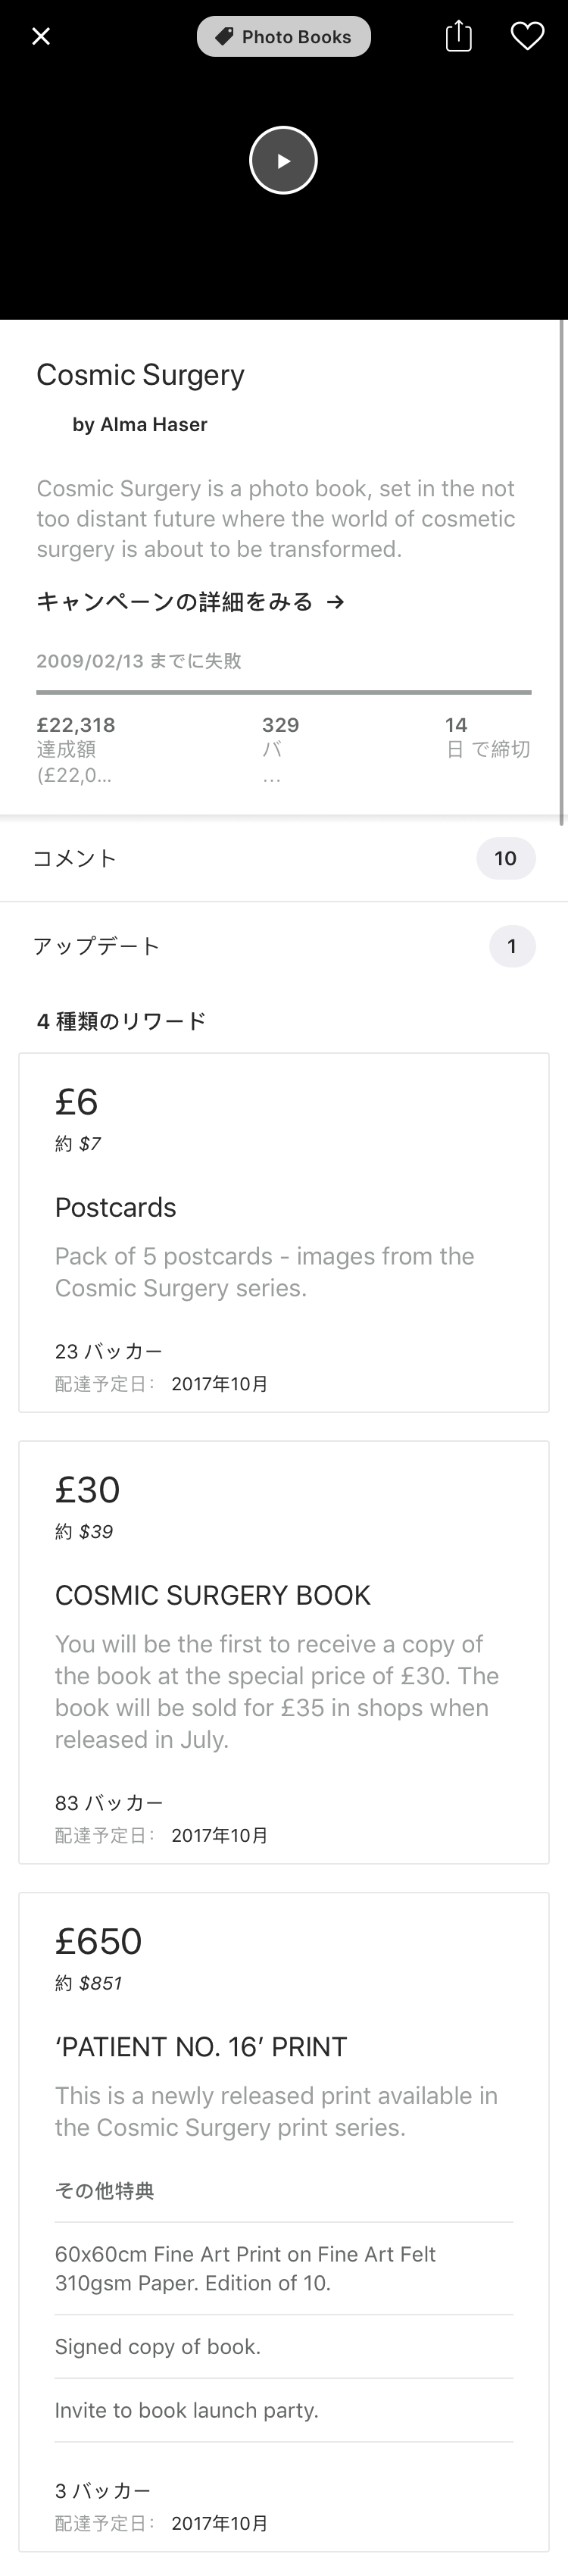 Photo Books
Cosmic Surgery
by Alma Haser
Cosmic Surgery is a photo book, set in the not
too distant future where the world of cosmetic
surgery is about to be transformed.
キャンペーンの詳細をみる →
2009/02/13 までに失敗
£22,318
達成額
(£22,0...
329
バ
...
14
日 で締切
コメント
10
アップデート
1
4 種類のリワード
£6
約 $7
Postcards
Pack of 5 postcards - images from the
Cosmic Surgery series.
23 バッカー
配達予定日： 2017年10月
£30
約 $39
COSMIC SURGERY BOOK
You will be the first to receive a copy of
the book at the special price of £30. The
book will be sold for £35 in shops when
released in July.
83 バッカー
配達予定日： 2017年10月
£650
約 $851
‘PATIENT NO. 16’ PRINT
This is a newly released print available in
the Cosmic Surgery print series.
その他特典
60x60cm Fine Art Print on Fine Art Felt
310gsm Paper. Edition of 10.
Signed copy of book.
Invite to book launch party.
3 バッカー
配達予定日： 2017年10月